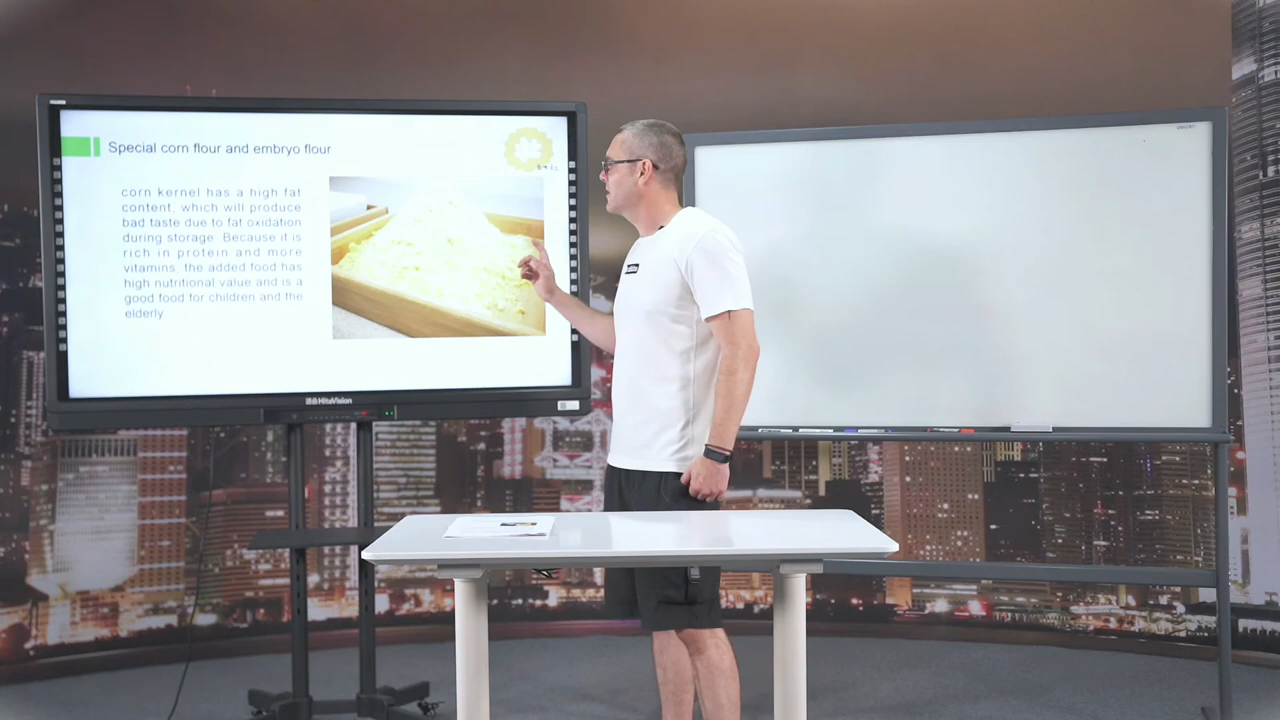 Special corn flour and embryo flour
corn kernel has a high fat
content, which will produce
bad taste due to fat oxidation
during storage. Because it is
rich in protein and more
vitamins, the added food has
high nutritional value and is a
good food for children and the
elderly
HiteVision